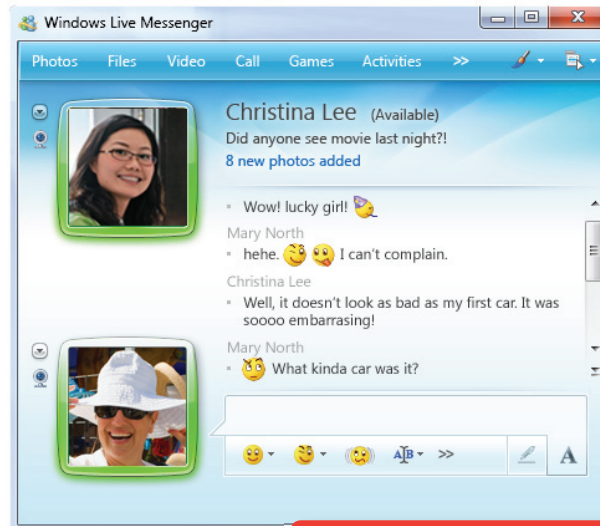 Windows Live Messenger
Photos Files Video Call Games Activities >>
Christina Lee (Available)
Did anyone see movie last night?!
8 new photos added
Wow! lucky girl!
Mary North
hehe. I can't complain.
Christina Lee
Well, it doesn't look as bad as my first car. It was
soooo embarrasing!
Mary North
What kinda car was it?
AB >>
A